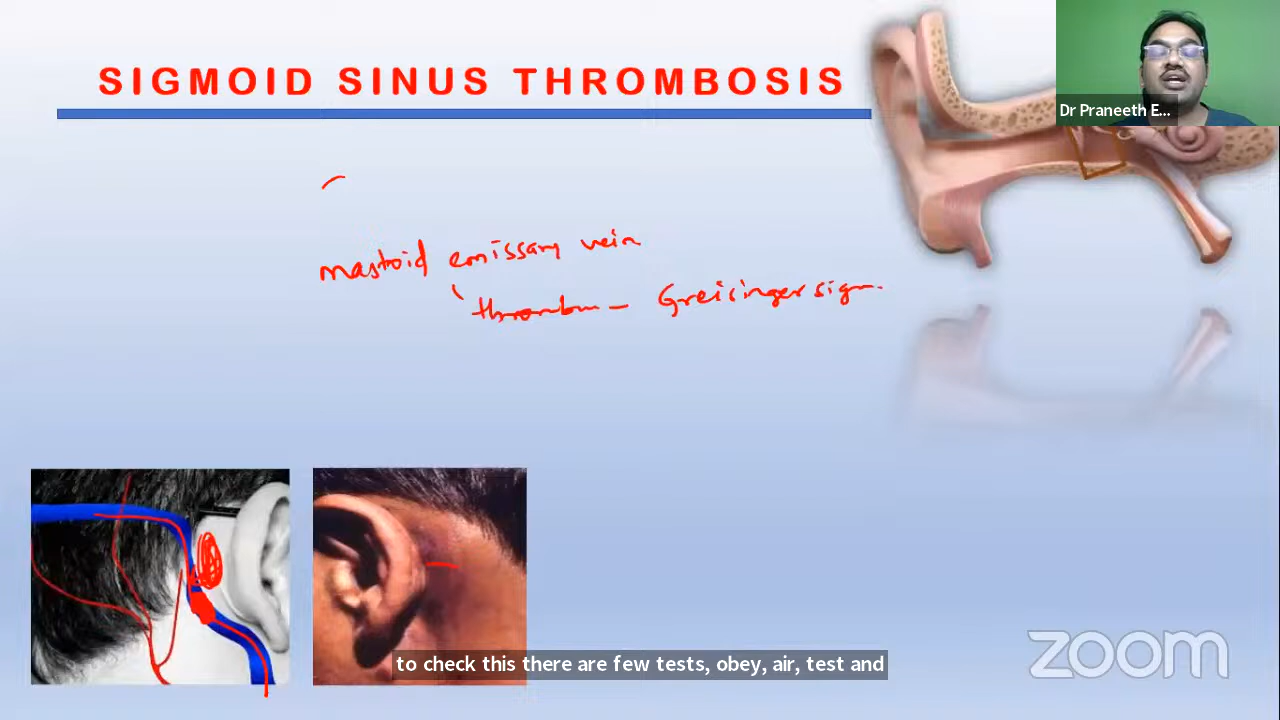 SIGMOID SINUS THROMBOSIS
Dr Praneeth E...
mastoid emissary vein
thrombus - Greisinger sign.
to check this there are few tests, obey, air, test and
zoom